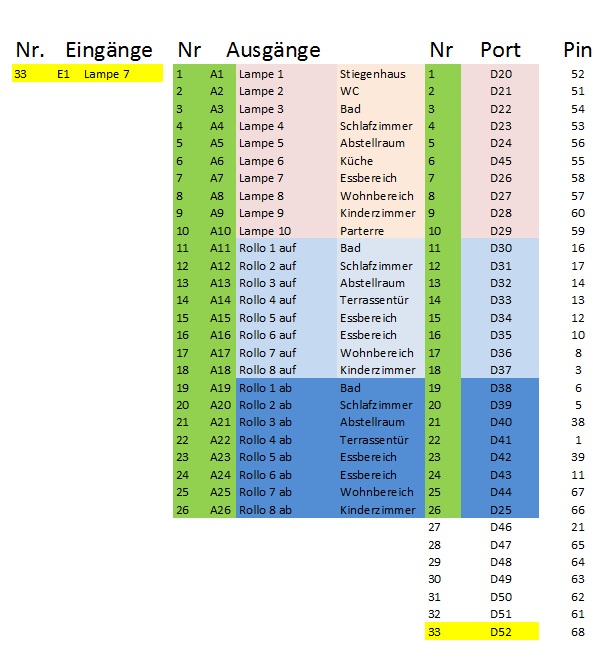 Nr. Eingänge Nr Ausgänge Nr Port Pin
33 E1 Lampe 7 1 A1 Lampe 1 Stiegenhaus 1 D20 52
2 A2 Lampe 2 WC 2 D21 51
3 A3 Lampe 3 Bad 3 D22 54
4 A4 Lampe 4 Schlafzimmer 4 D23 53
5 A5 Lampe 5 Abstellraum 5 D24 56
6 A6 Lampe 6 Küche 6 D45 55
7 A7 Lampe 7 Essbereich 7 D26 58
8 A8 Lampe 8 Wohnbereich 8 D27 57
9 A9 Lampe 9 Kinderzimmer 9 D28 60
10 A10 Lampe 10 Parterre 10 D29 59
11 A11 Rollo 1 auf Bad 11 D30 16
12 A12 Rollo 2 auf Schlafzimmer 12 D31 17
13 A13 Rollo 3 auf Abstellraum 13 D32 14
14 A14 Rollo 4 auf Terrassentür 14 D33 13
15 A15 Rollo 5 auf Essbereich 15 D34 12
16 A16 Rollo 6 auf Essbereich 16 D35 10
17 A17 Rollo 7 auf Wohnbereich 17 D36 8
18 A18 Rollo 8 auf Kinderzimmer 18 D37 3
19 A19 Rollo 1 ab Bad 19 D38 6
20 A20 Rollo 2 ab Schlafzimmer 20 D39 5
21 A21 Rollo 3 ab Abstellraum 21 D40 38
22 A22 Rollo 4 ab Terrassentür 22 D41 1
23 A23 Rollo 5 ab Essbereich 23 D42 39
24 A24 Rollo 6 ab Essbereich 24 D43 11
25 A25 Rollo 7 ab Wohnbereich 25 D44 67
26 A26 Rollo 8 ab Kinderzimmer 26 D25 66
27 D46 21
28 D47 65
29 D48 64
30 D49 63
31 D50 62
32 D51 61
33 D52 68